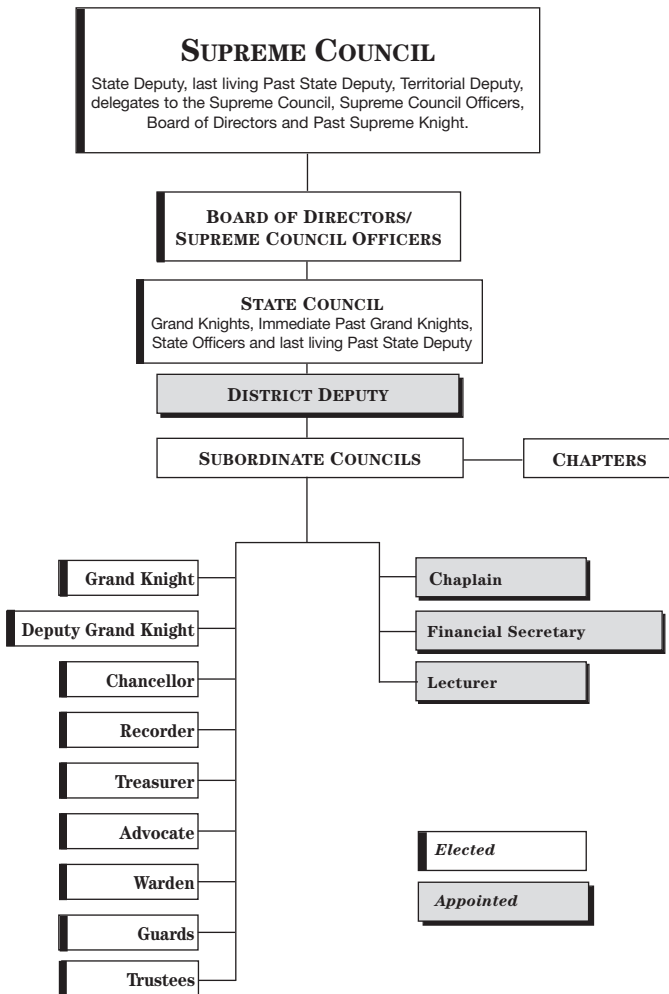 SUPREME COUNCIL
State Deputy, last living Past State Deputy, Territorial Deputy,
delegates to the Supreme Council, Supreme Council Officers,
Board of Directors and Past Supreme Knight.
BOARD OF DIRECTORS/
SUPREME COUNCIL OFFICERS
STATE COUNCIL
Grand Knights, Immediate Past Grand Knights,
State Officers and last living Past State Deputy
DISTRICT DEPUTY
SUBORDINATE COUNCILS
CHAPTERS
Grand Knight
Deputy Grand Knight
Chancellor
Recorder
Treasurer
Advocate
Warden
Guards
Trustees
Chaplain
Financial Secretary
Lecturer
Elected
Appointed